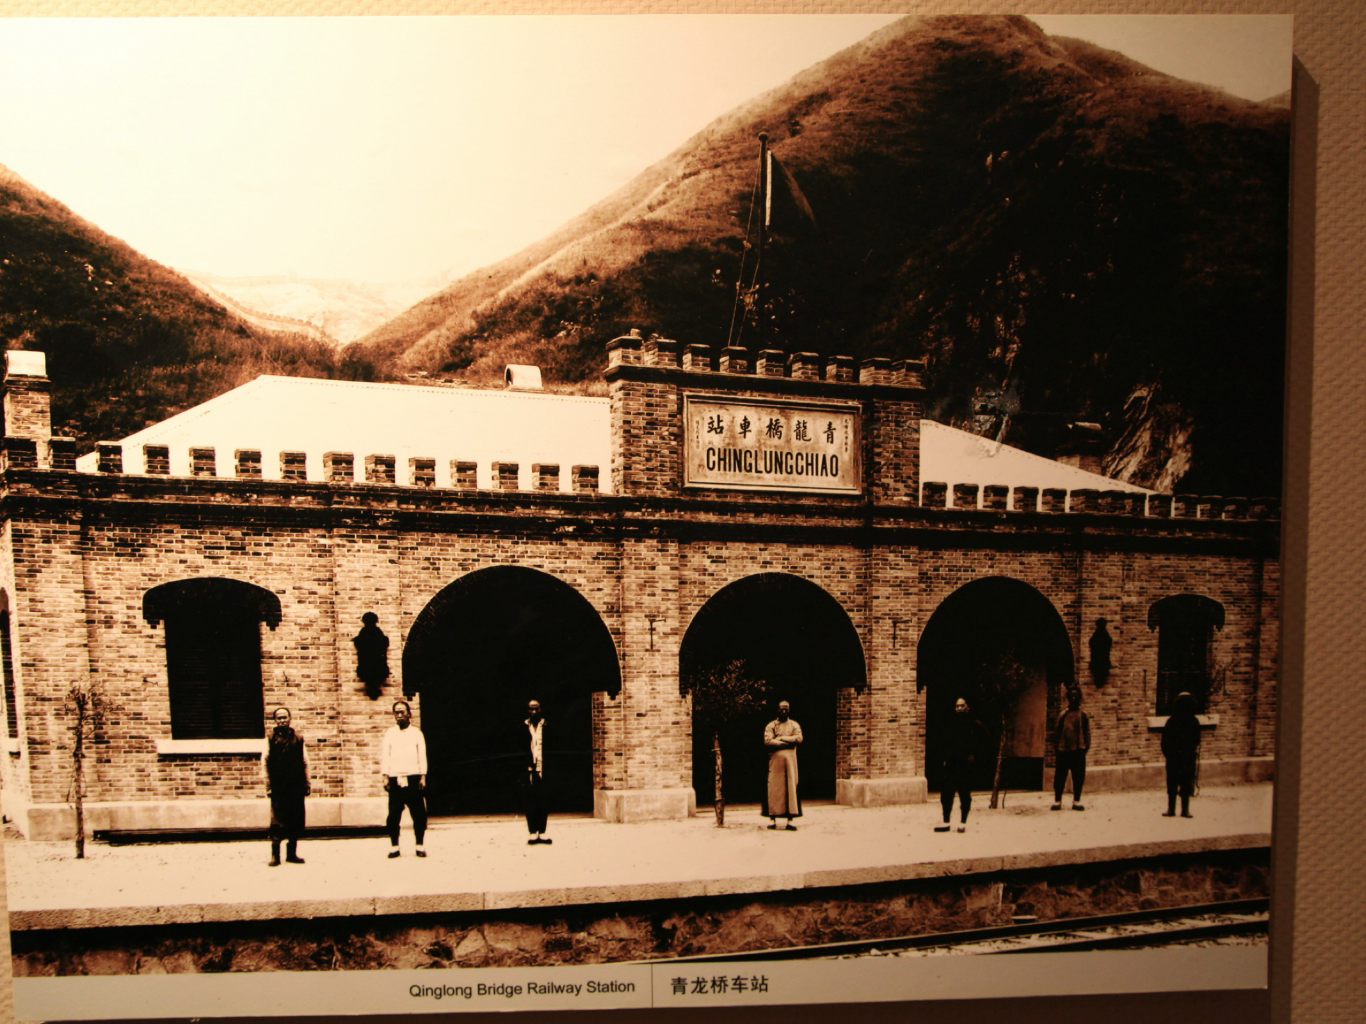 站車橋龍青
CHINGLUNGCHIAO
Qinglong Bridge Railway Station
青龙桥车站